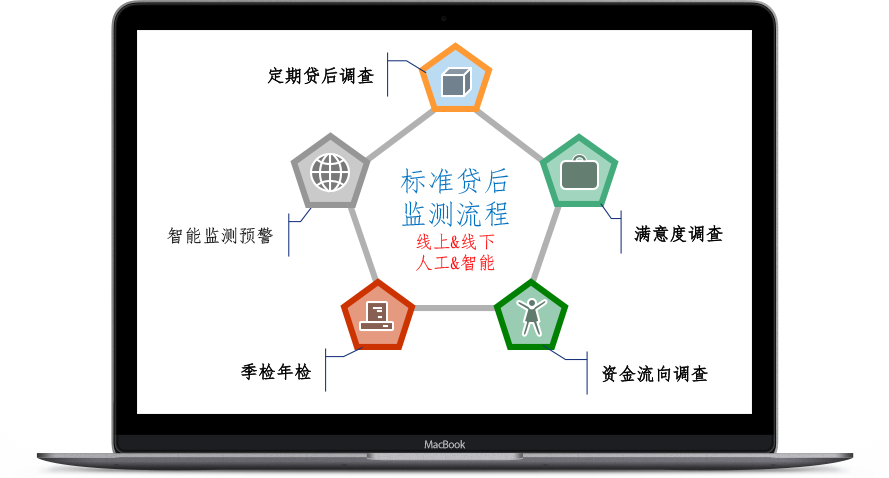 定期贷后调查
标准贷后
监测流程
线上&线下
人工&智能
智能监测预警
满意度调查
季检年检
资金流向调查
MacBook